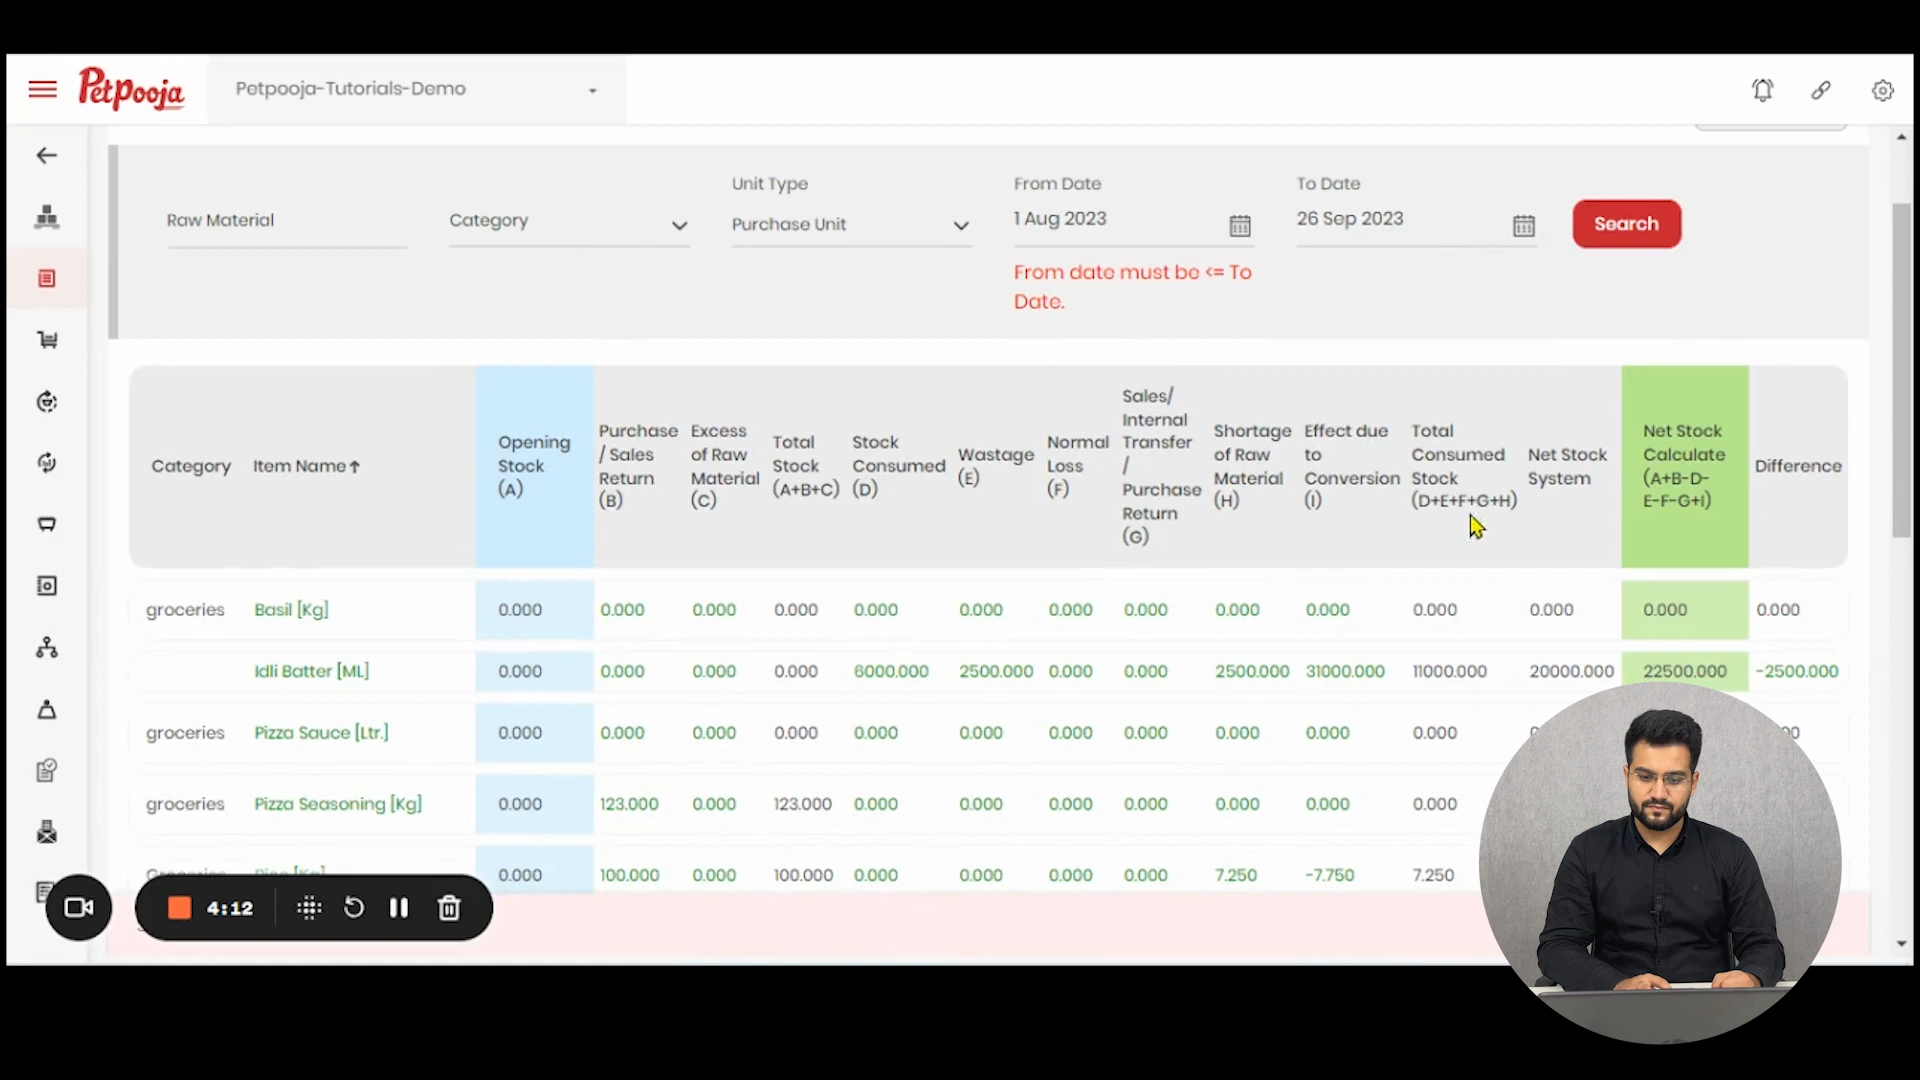 Petpooja
Petpooja-Tutorials-Demo
Raw Material
Category
Unit Type
Purchase Unit
From Date
1 Aug 2023
To Date
26 Sep 2023
Search
From date must be <= To
Date.
Category
Item Name↑
Opening
Stock
(A)
Purchase
/ Sales
Return
(B)
Excess
of Raw
Material
(C)
Total
Stock
(A+B+C)
Stock
Consumed
(D)
Wastage
(E)
Normal
Loss
(F)
Sales/
Internal
Transfer
/
Purchase
Return
(G)
Shortage
of Raw
Material
(H)
Effect due
to
Conversion
(I)
Total
Consumed
Stock
(D+E+F+G+H)
Net Stock
System
Net Stock
Calculate
(A+B-D-
E-F-G+I)
Difference
groceries Basil [Kg] 0.000 0.000 0.000 0.000 0.000 0.000 0.000 0.000 0.000 0.000 0.000 0.000 0.000 0.000
Idli Batter [ML] 0.000 0.000 0.000 0.000 6000.000 2500.000 0.000 0.000 2500.000 31000.000 11000.000 20000.000 22500.000 -2500.000
groceries Pizza Sauce [Ltr.] 0.000 0.000 0.000 0.000 0.000 0.000 0.000 0.000 0.000 0.000 0.000
groceries Pizza Seasoning [Kg] 0.000 123.000 0.000 123.000 0.000 0.000 0.000 0.000 0.000 0.000 0.000
0.000 100.000 0.000 100.000 0.000 0.000 0.000 0.000 7.250 -7.750 7.250
4:12